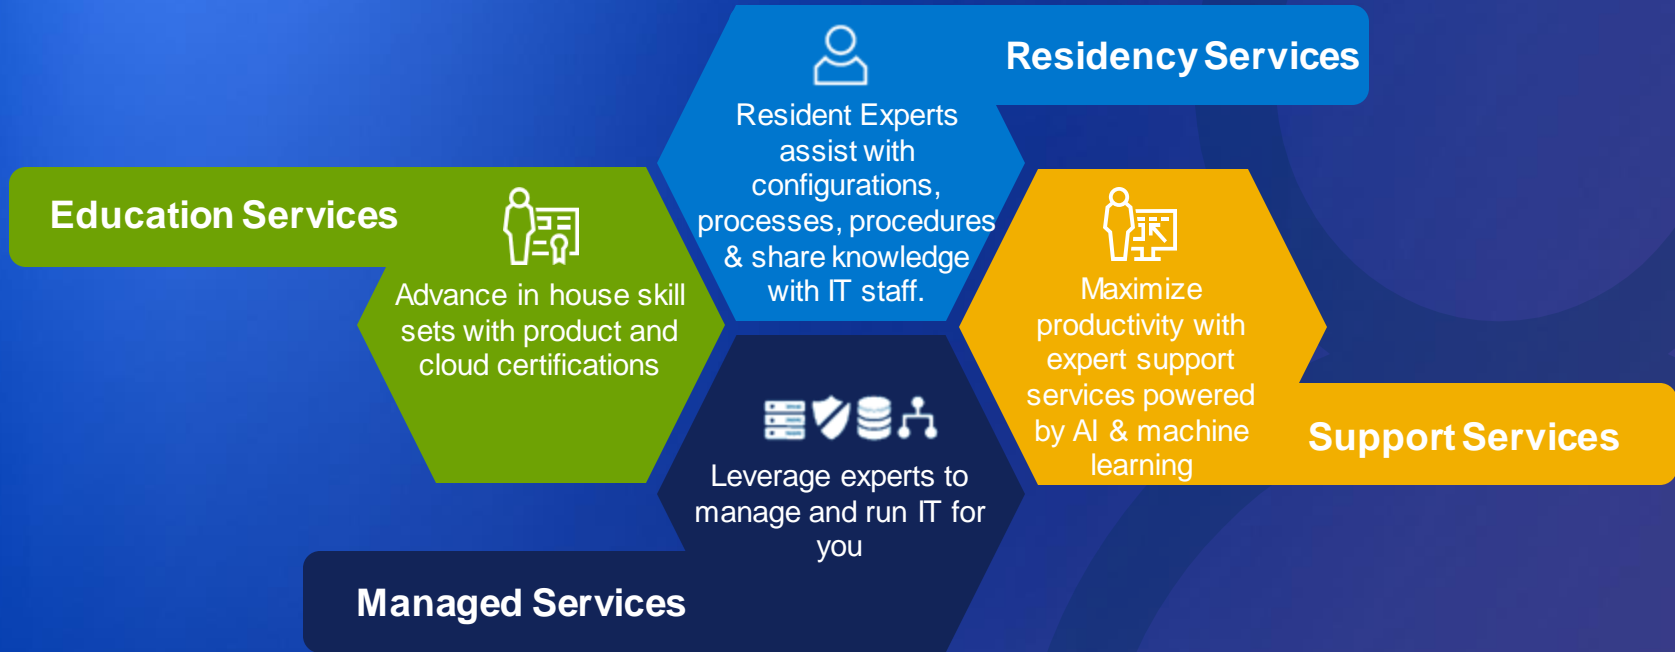 Residency Services
Resident Experts
assist with
configurations,
processes, procedures
& share knowledge
with IT staff.
Education Services
Advance in house skill
sets with product and
cloud certifications
Maximize
productivity with
expert support
services powered
by AI & machine
learning
Support Services
Leverage experts to
manage and run IT for
you
Managed Services